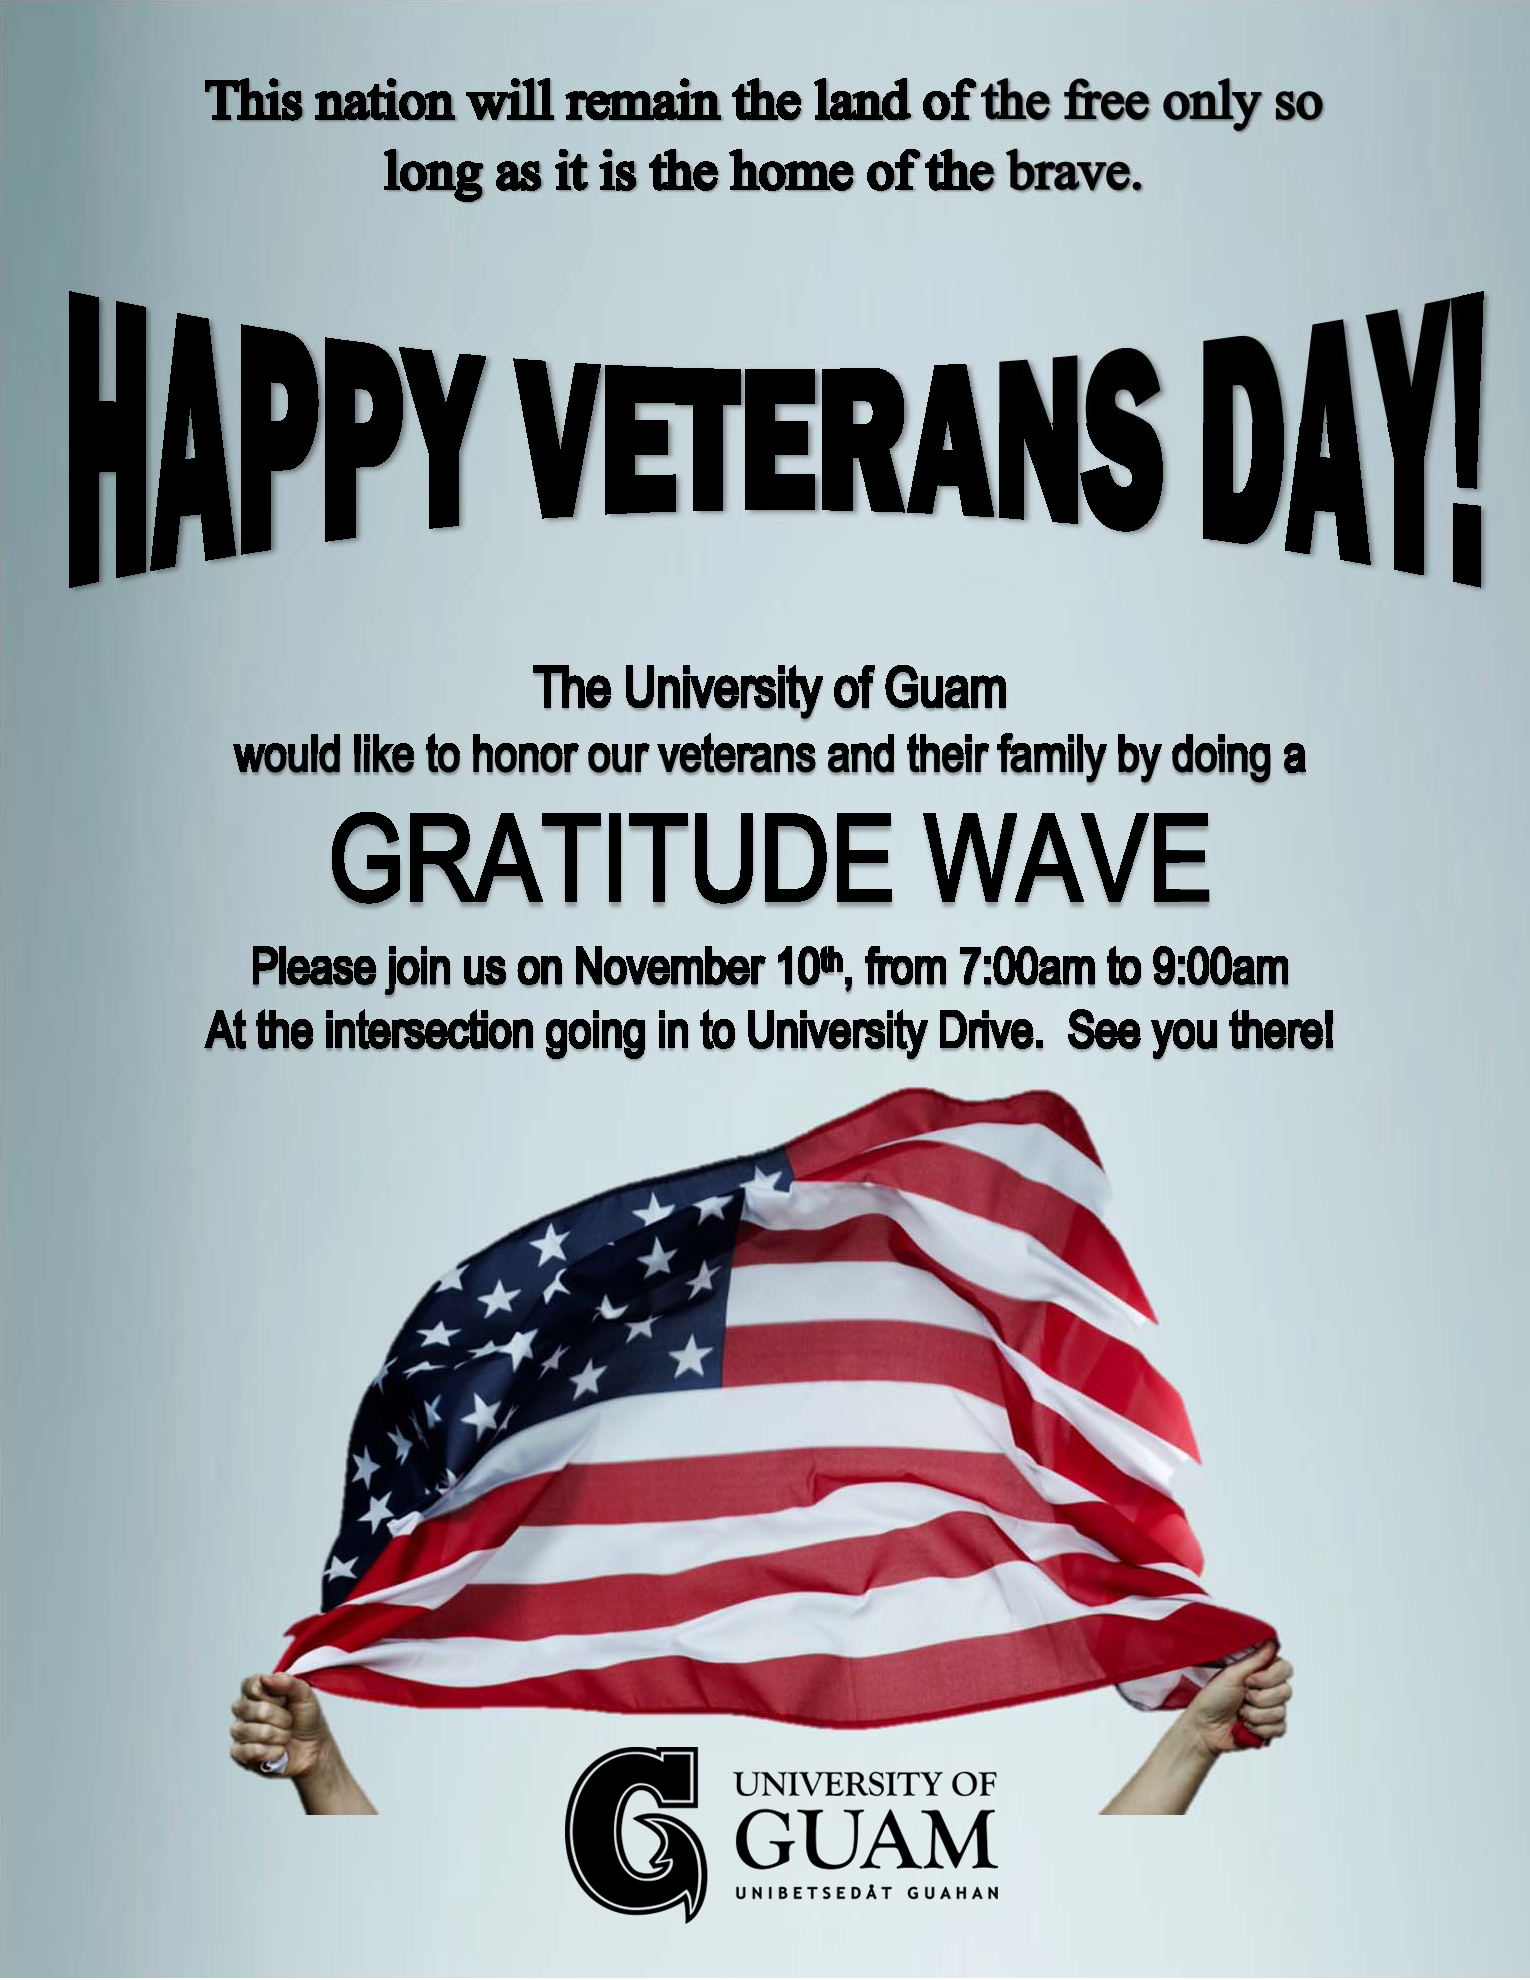 This nation will remain the land of the free only so
long as it is the home of the brave.
HAPPY VETERANS DAY!
The University of Guam
would like to honor our veterans and their family by doing a
GRATITUDE WAVE
Please join us on November 10th, from 7:00am to 9:00am
At the intersection going in to University Drive.  See you there!
G
UNIVERSITY OF
GUAM
UNIBETSEDÅT GUAHAN